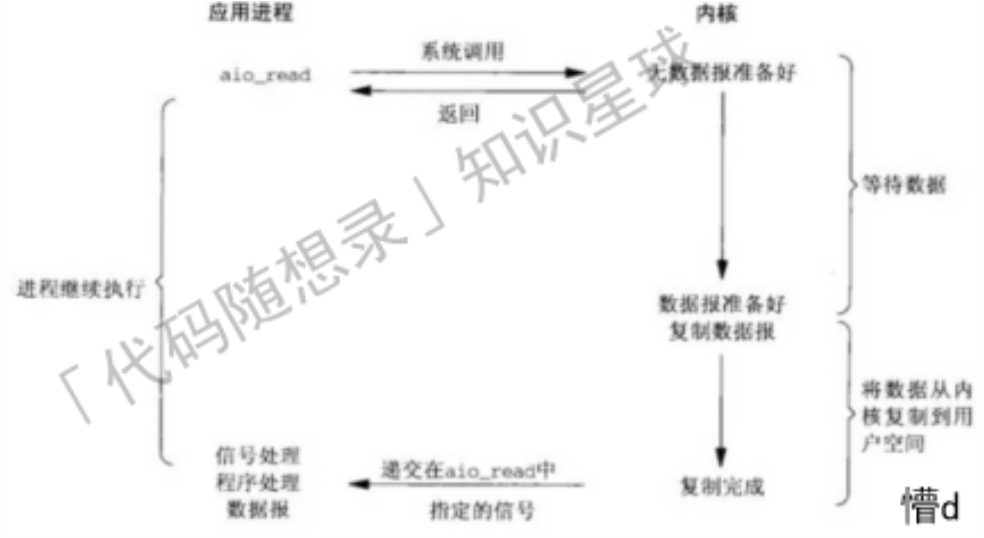 应用进程
内核
系统调用
aio_read
无数据报准备好
返回
等待数据
进程继续执行
数据报准备好
复制数据报
将数据从内
核复制到用
户空间
信号处理
程序处理
数据报
递交在aio_read中
指定的信号
复制完成
「代码随想录」知识星球
懵d